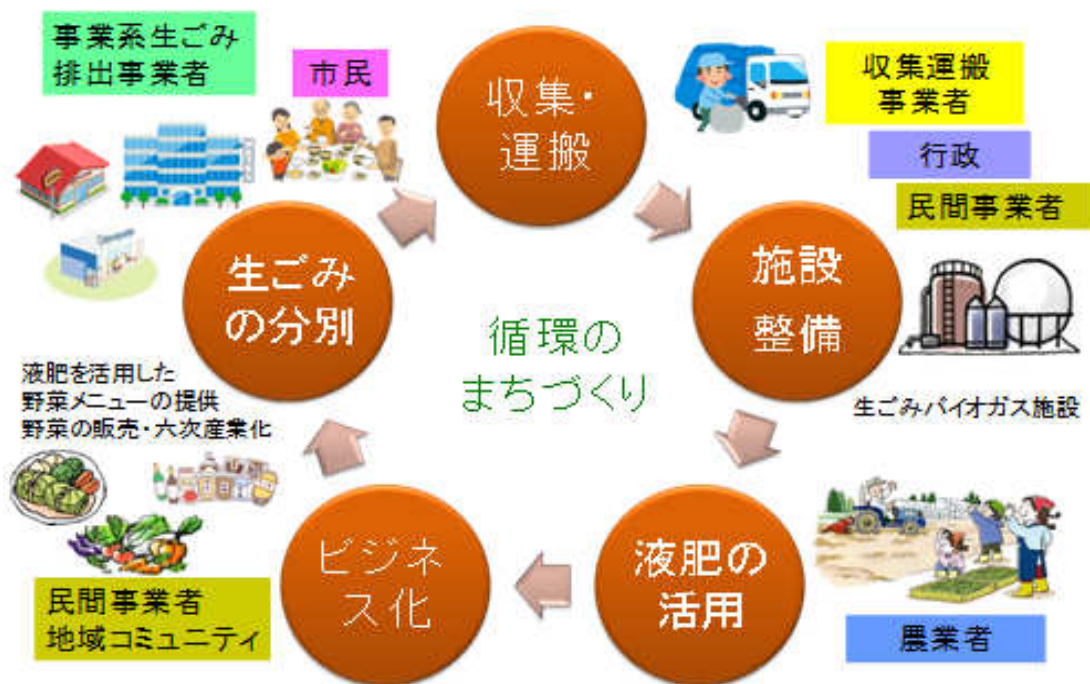 事業系生ごみ
排出事業者
市民
収集・
運搬
収集運搬
事業者
行政
民間事業者
生ごみ
の分別
施設
整備
循環の
まちづくり
液肥を活用した
野菜メニューの提供
野菜の販売・六次産業化
生ごみバイオガス施設
ビジネ
ス化
液肥の
活用
民間事業者
地域コミュニティ
農業者